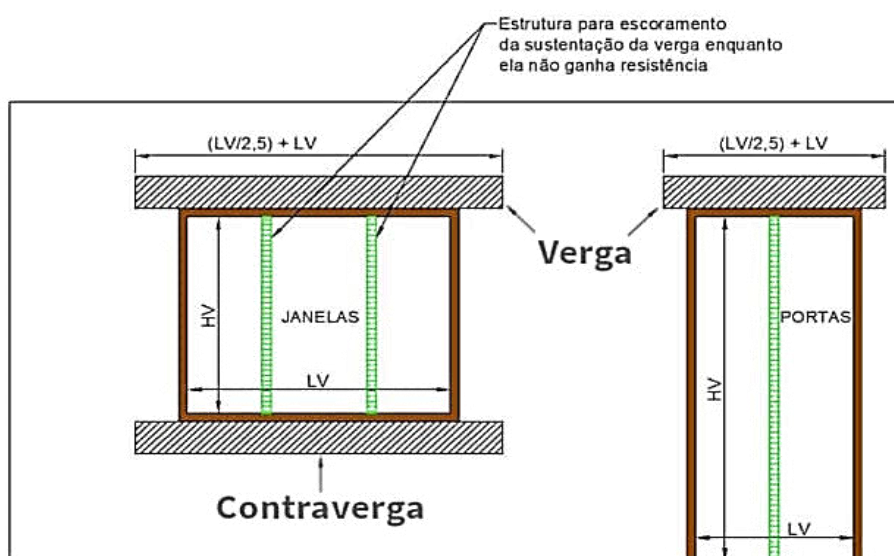 Estrutura para escoramento
da sustentação da verga enquanto
ela não ganha resistência
(LV/2,5) + LV
(LV/2,5) + LV
Verga
HV
JANELAS
LV
Contraverga
HV
PORTAS
LV